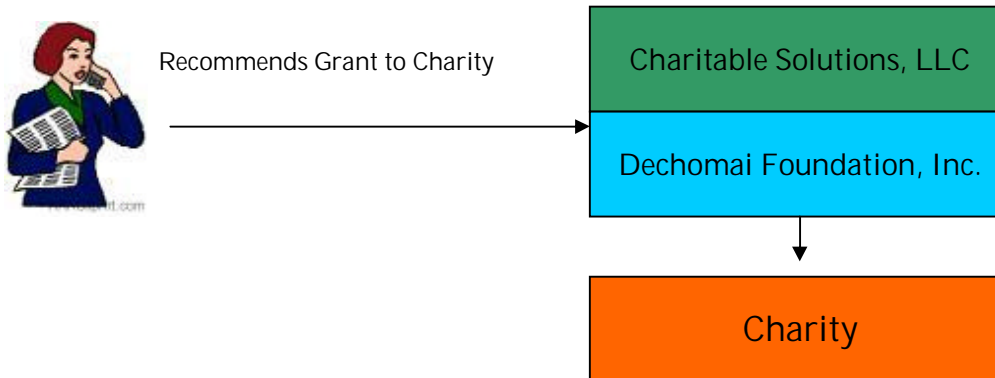 Recommends Grant to Charity
Charitable Solutions, LLC
Dechomai Foundation, Inc.
Charity